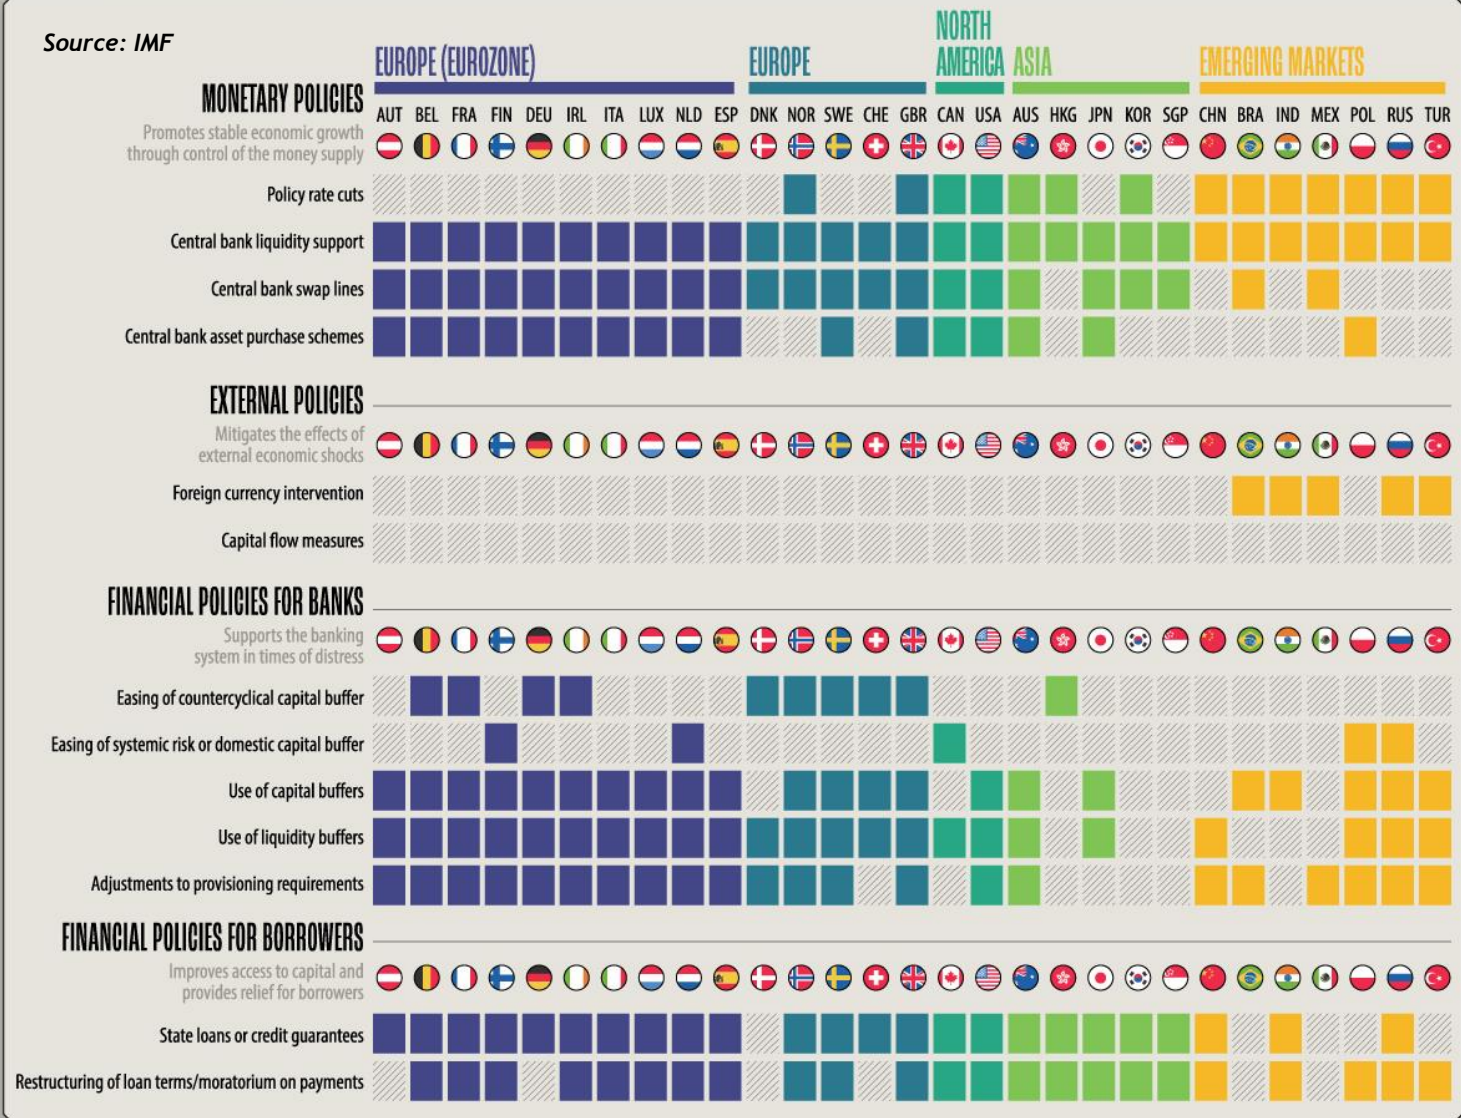 Source: IMF
EUROPE (EUROZONE)
EUROPE
NORTH
AMERICA
ASIA
EMERGING MARKETS
MONETARY POLICIES
Promotes stable economic growth
through control of the money supply
AUT BEL FRA FIN DEU IRL ITA LUX NLD ESP DNK NOR SWE CHE GBR CAN USA AUS HKG JPN KOR SGP CHN BRA IND MEX POL RUS TUR
Policy rate cuts
Central bank liquidity support
Central bank swap lines
Central bank asset purchase schemes
EXTERNAL POLICIES
Mitigates the effects of
external economic shocks
Foreign currency intervention
Capital flow measures
FINANCIAL POLICIES FOR BANKS
Supports the banking
system in times of distress
Easing of countercyclical capital buffer
Easing of systemic risk or domestic capital buffer
Use of capital buffers
Use of liquidity buffers
Adjustments to provisioning requirements
FINANCIAL POLICIES FOR BORROWERS
Improves access to capital and
provides relief for borrowers
State loans or credit guarantees
Restructuring of loan terms/moratorium on payments